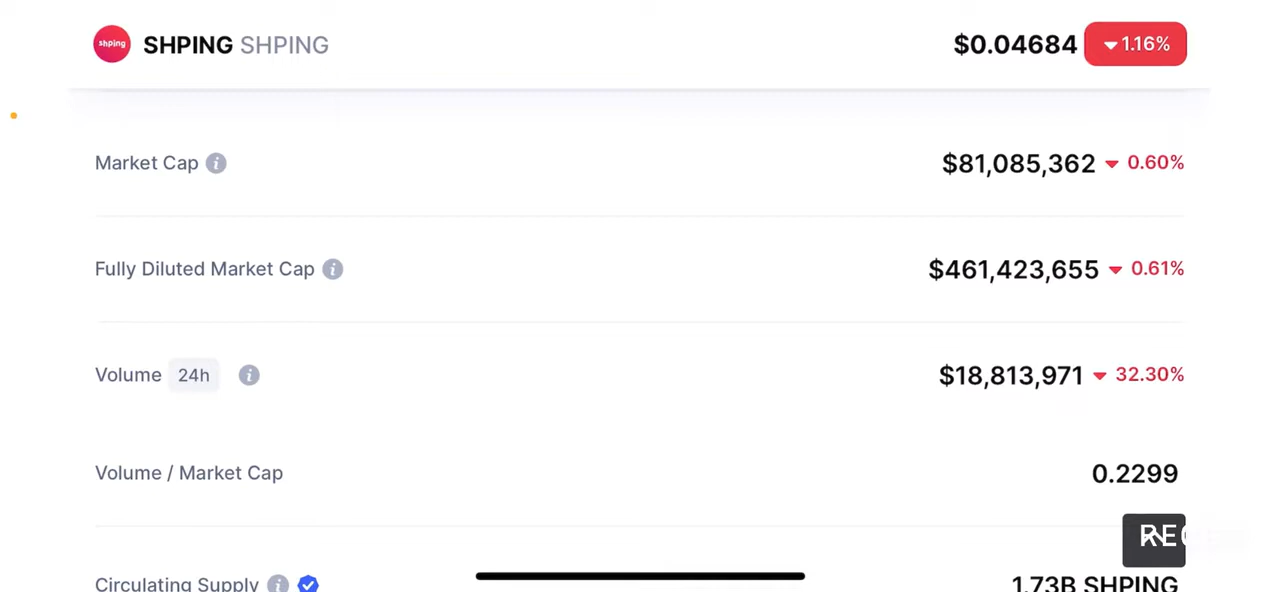 shping SHPING SHPING $0.04684 1.16%
Market Cap $81,085,362 0.60%
Fully Diluted Market Cap $461,423,655 0.61%
Volume 24h $18,813,971 32.30%
Volume / Market Cap 0.2299
Circulating Supply 1.73B SHPING